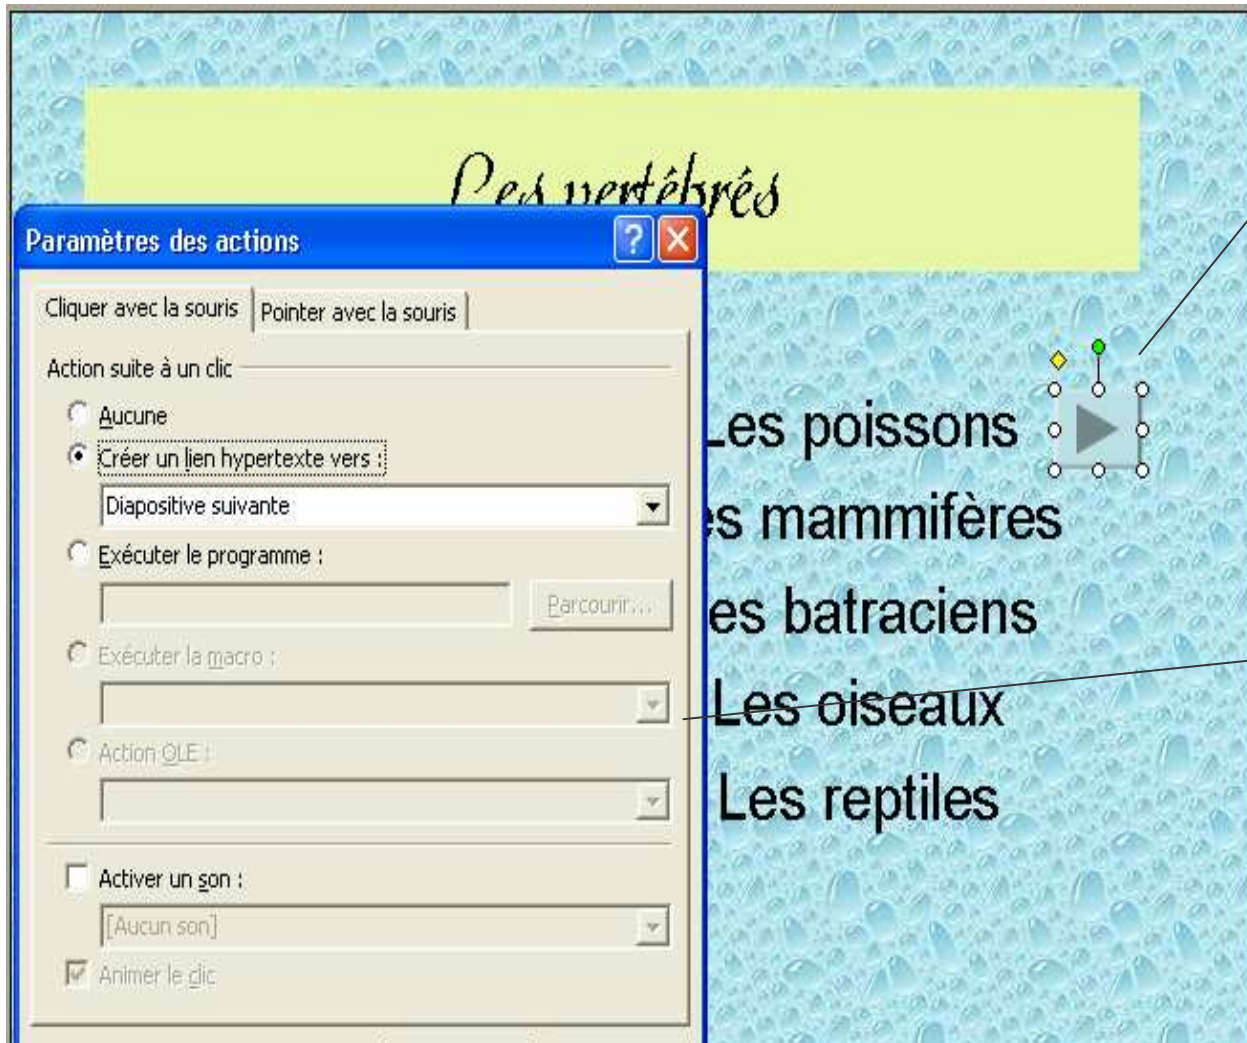 Les vertébrés
Paramètres des actions
?
Cliquer avec la souris
Pointer avec la souris
Action suite à un clic
Aucune
Créer un lien hypertexte vers :
Diapositive suivante
Exécuter le programme :
Parcourir...
Exécuter la macro :
Action OLE :
Activer un son :
[Aucun son]
Animer le clic
Les poissons
es mammifères
es batraciens
Les oiseaux
Les reptiles